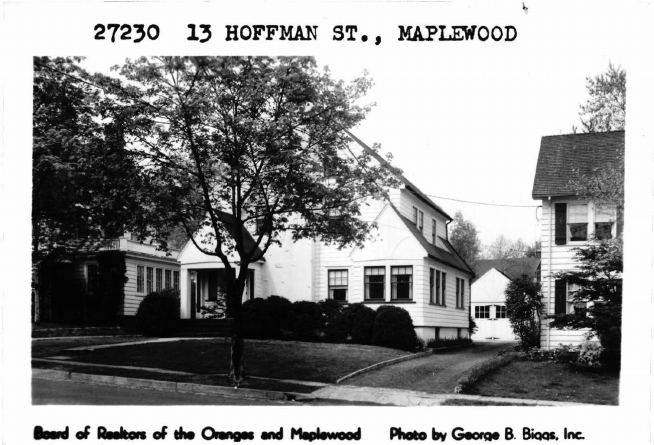 27230 13 HOFFMAN ST., MAPLEWOOD
Board of Realtors of the Oranges and Maplewood Photo by George B. Biggs, Inc.